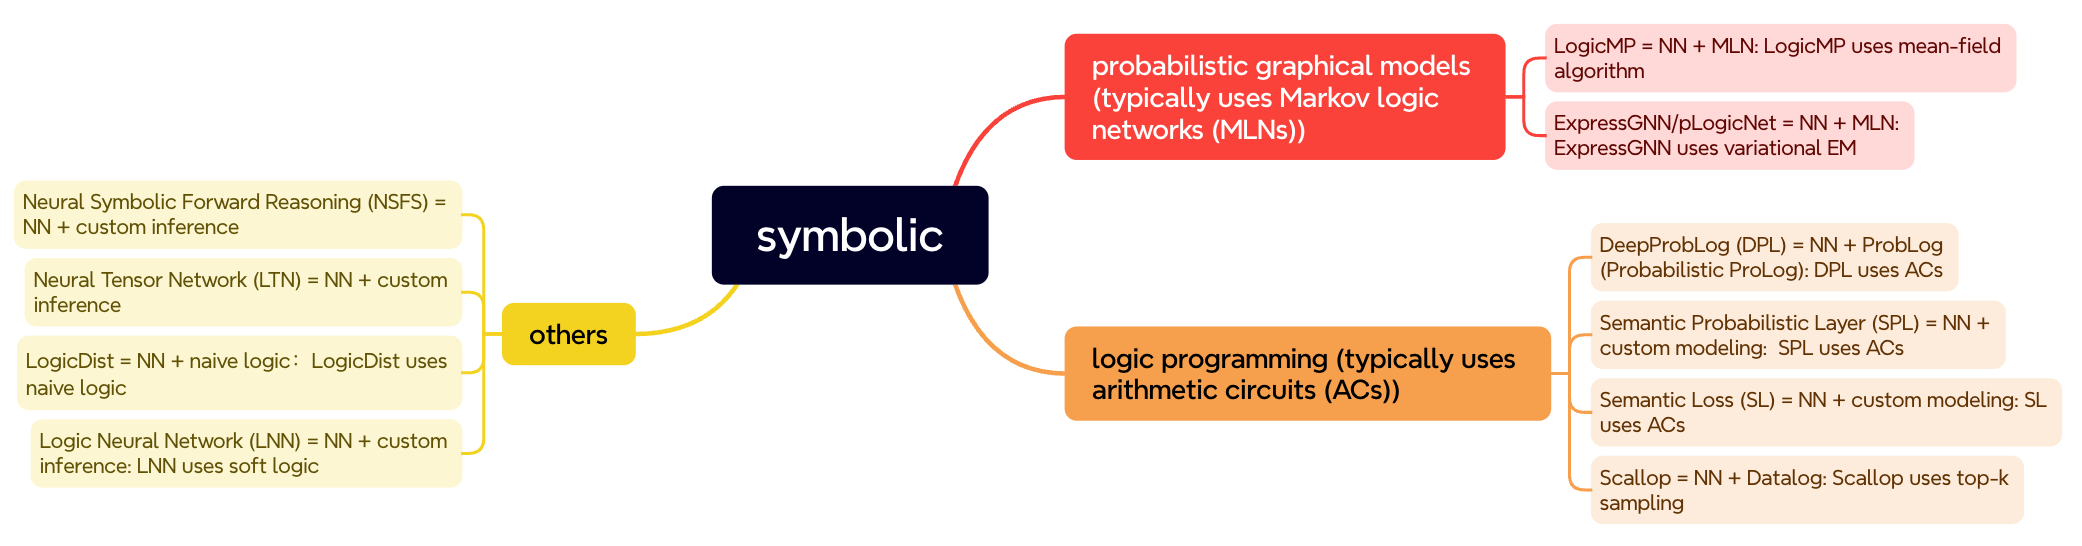 symbolic
probabilistic graphical models
(typically uses Markov logic
networks (MLNs))
LogicMP = NN + MLN: LogicMP uses mean-field
algorithm
ExpressGNN/pLogicNet = NN + MLN:
ExpressGNN uses variational EM
logic programming (typically uses
arithmetic circuits (ACs))
DeepProbLog (DPL) = NN + ProbLog
(Probabilistic ProLog): DPL uses ACs
Semantic Probabilistic Layer (SPL) = NN +
custom modeling:  SPL uses ACs
Semantic Loss (SL) = NN + custom modeling: SL
uses ACs
Scallop = NN + Datalog: Scallop uses top-k
sampling
others
Neural Symbolic Forward Reasoning (NSFS) =
NN + custom inference
Neural Tensor Network (LTN) = NN + custom
inference
LogicDist = NN + naive logic： LogicDist uses
naive logic
Logic Neural Network (LNN) = NN + custom
inference: LNN uses soft logic